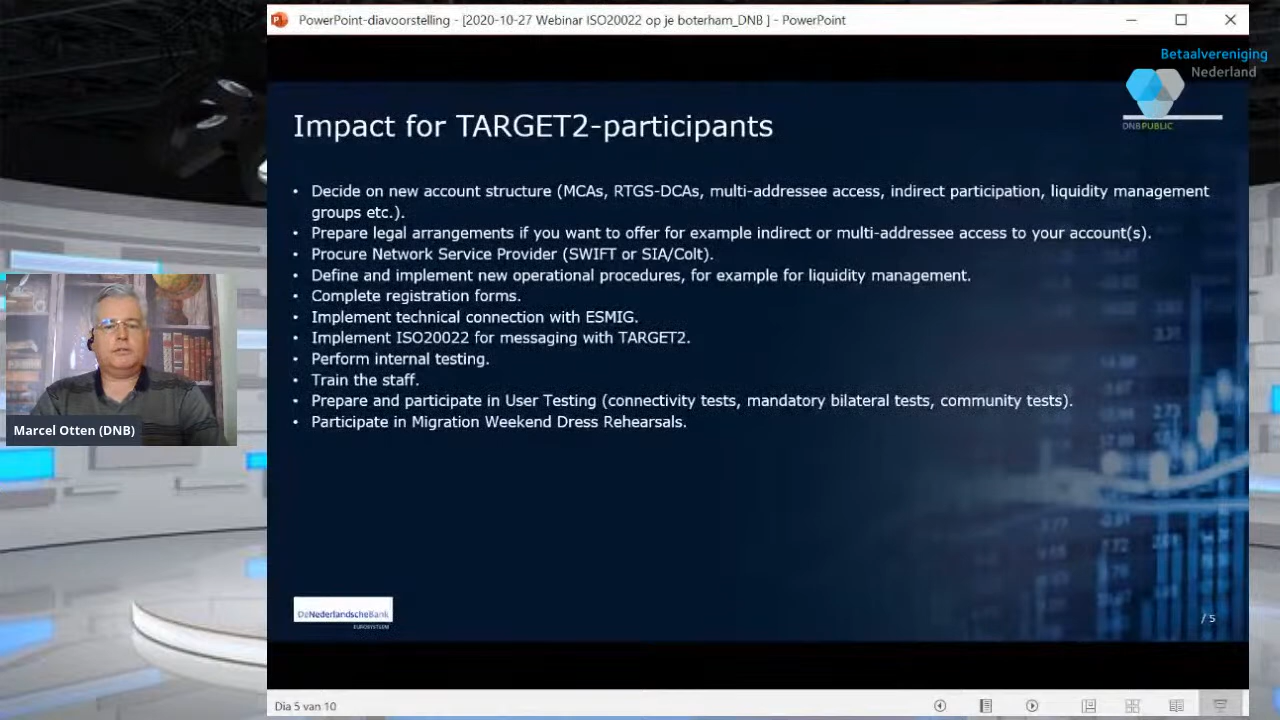 PowerPoint-diavoorstelling - [2020-10-27 Webinar ISO20022 op je boterham_DNB ] - PowerPoint
Betaalvereniging
Nederland
DNBPUBLIC
Impact for TARGET2-participants
• Decide on new account structure (MCAs, RTGS-DCAs, multi-addressee access, indirect participation, liquidity management
groups etc.).
• Prepare legal arrangements if you want to offer for example indirect or multi-addressee access to your account(s).
• Procure Network Service Provider (SWIFT or SIA/Colt).
• Define and implement new operational procedures, for example for liquidity management.
• Complete registration forms.
• Implement technical connection with ESMIG.
• Implement ISO20022 for messaging with TARGET2.
• Perform internal testing.
• Train the staff.
• Prepare and participate in User Testing (connectivity tests, mandatory bilateral tests, community tests).
• Participate in Migration Weekend Dress Rehearsals.
Marcel Otten (DNB)
DeNederlandscheBank
EUROSYSTEEM
/ 5
Dia 5 van 10